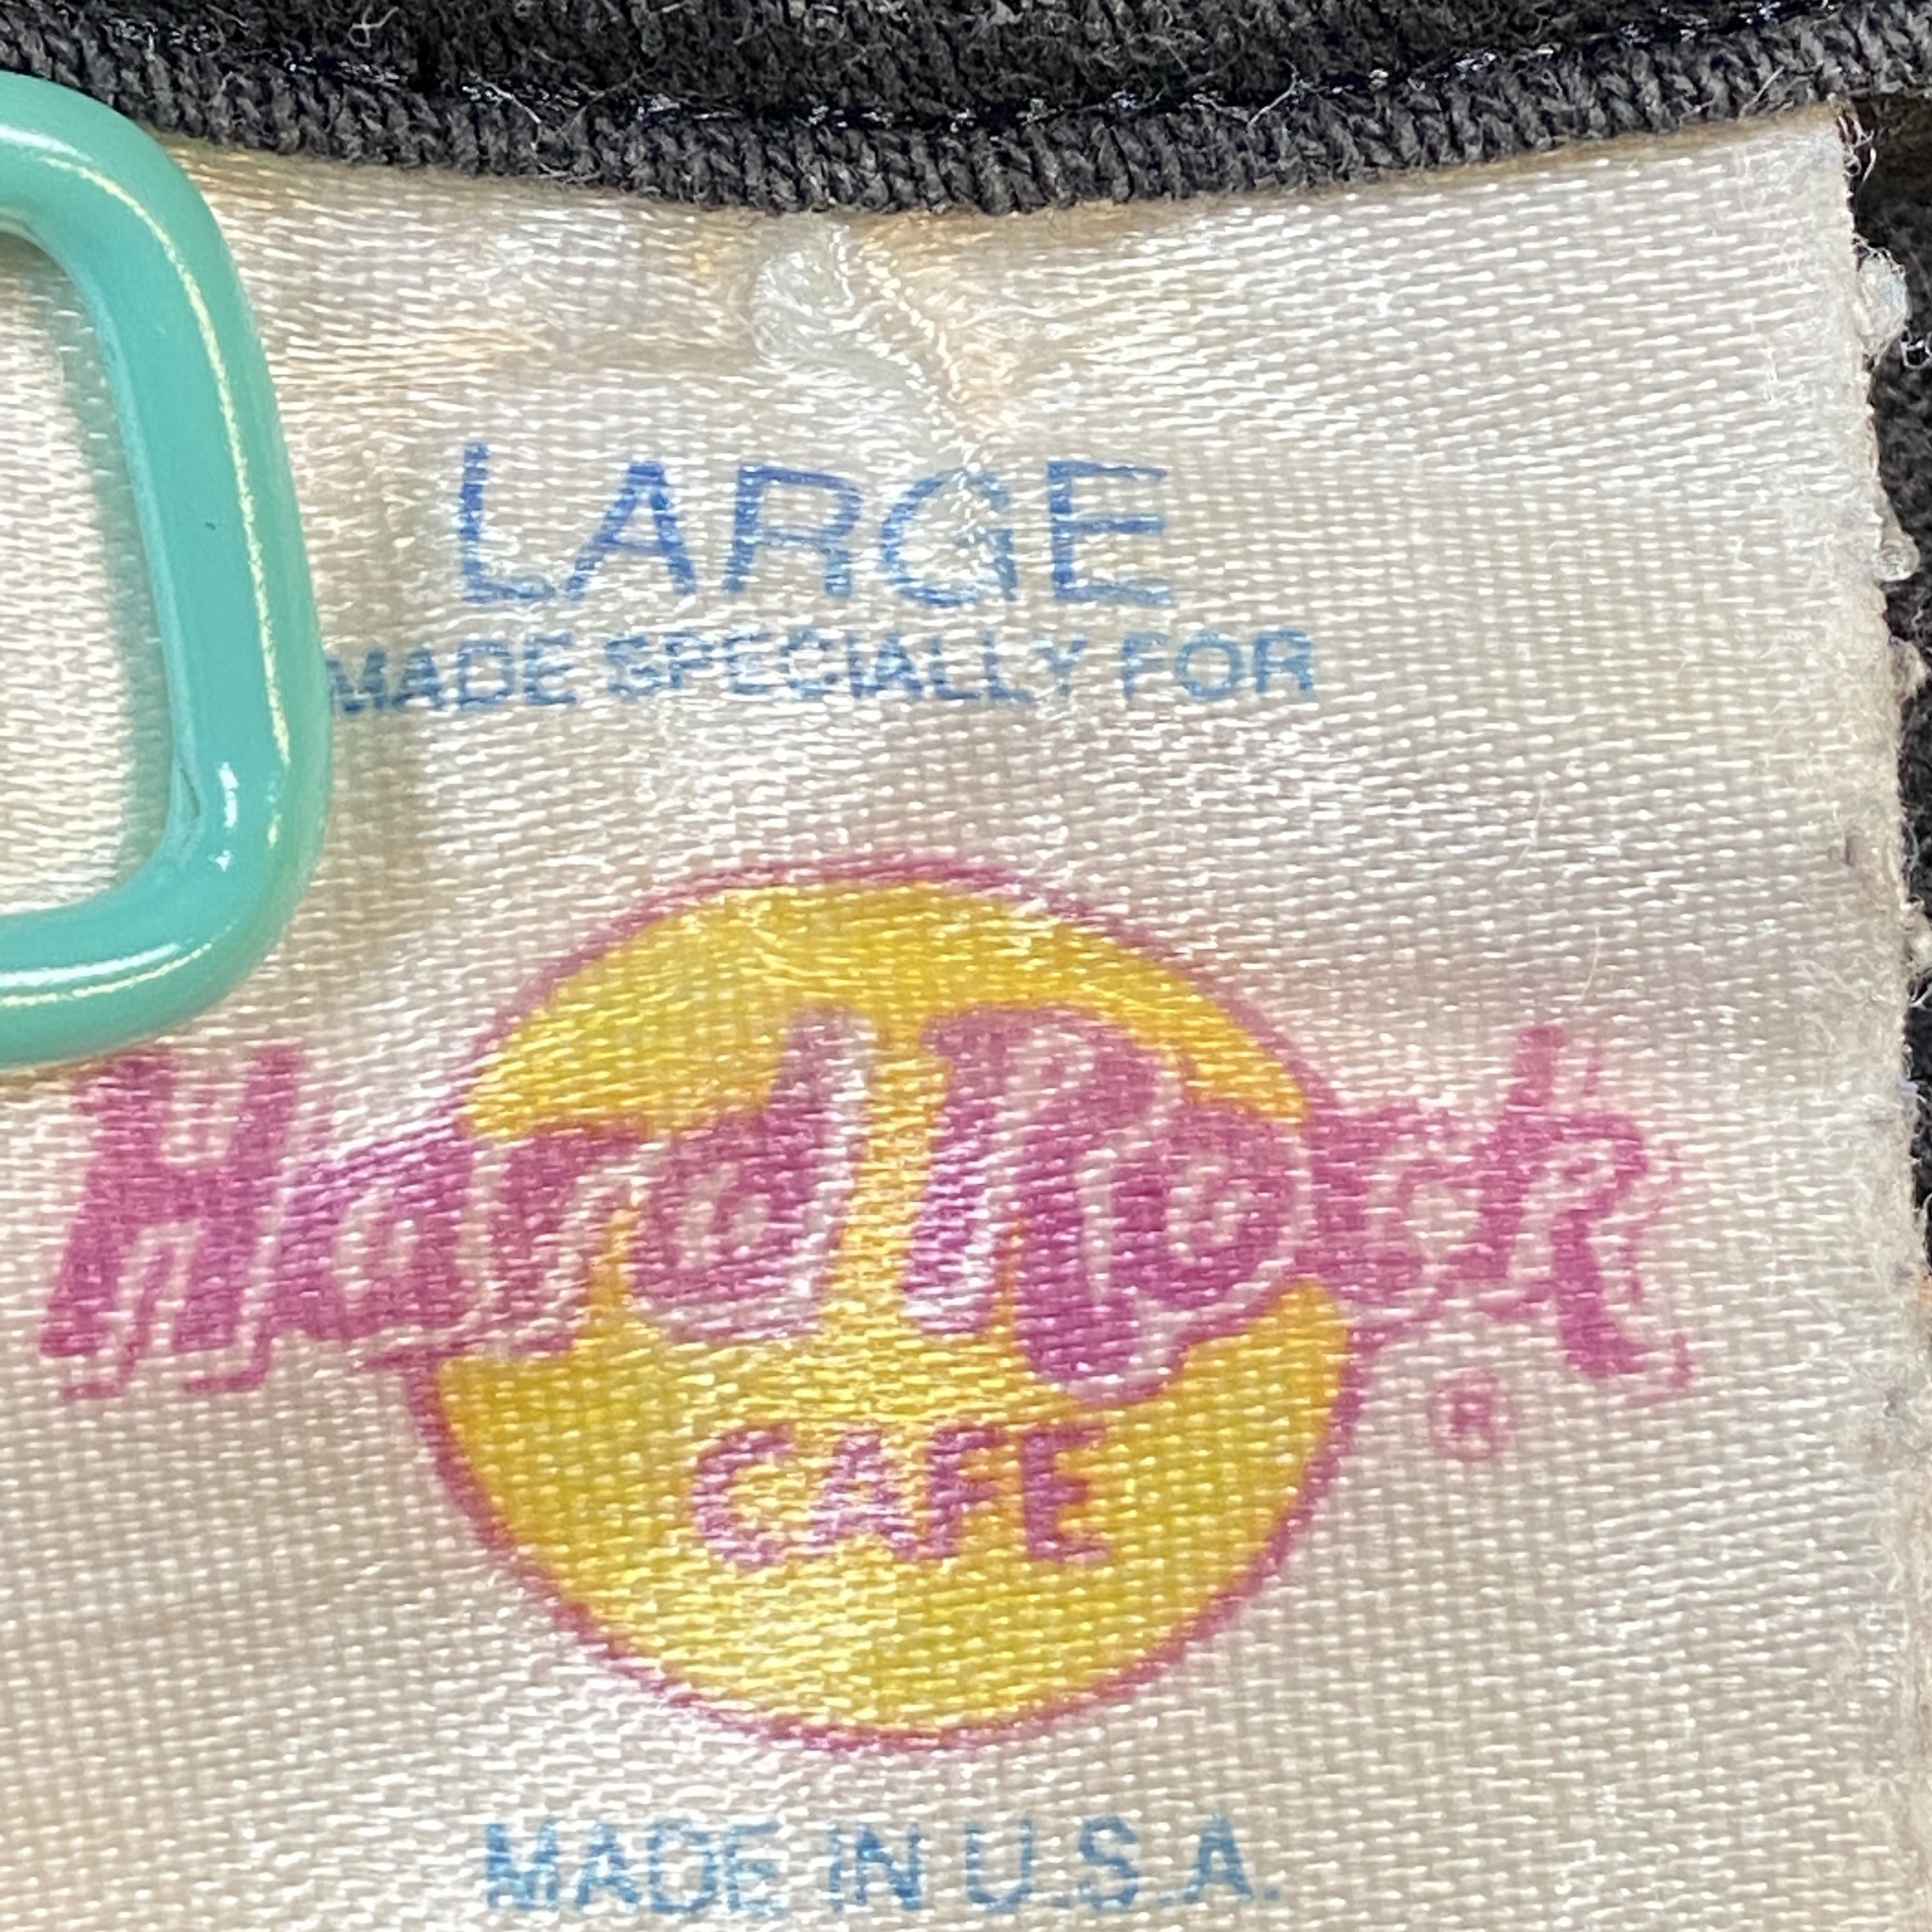 LARGE
MADE SPECIALLY FOR
Hard Rock
®
CAFE
MADE IN U.S.A.